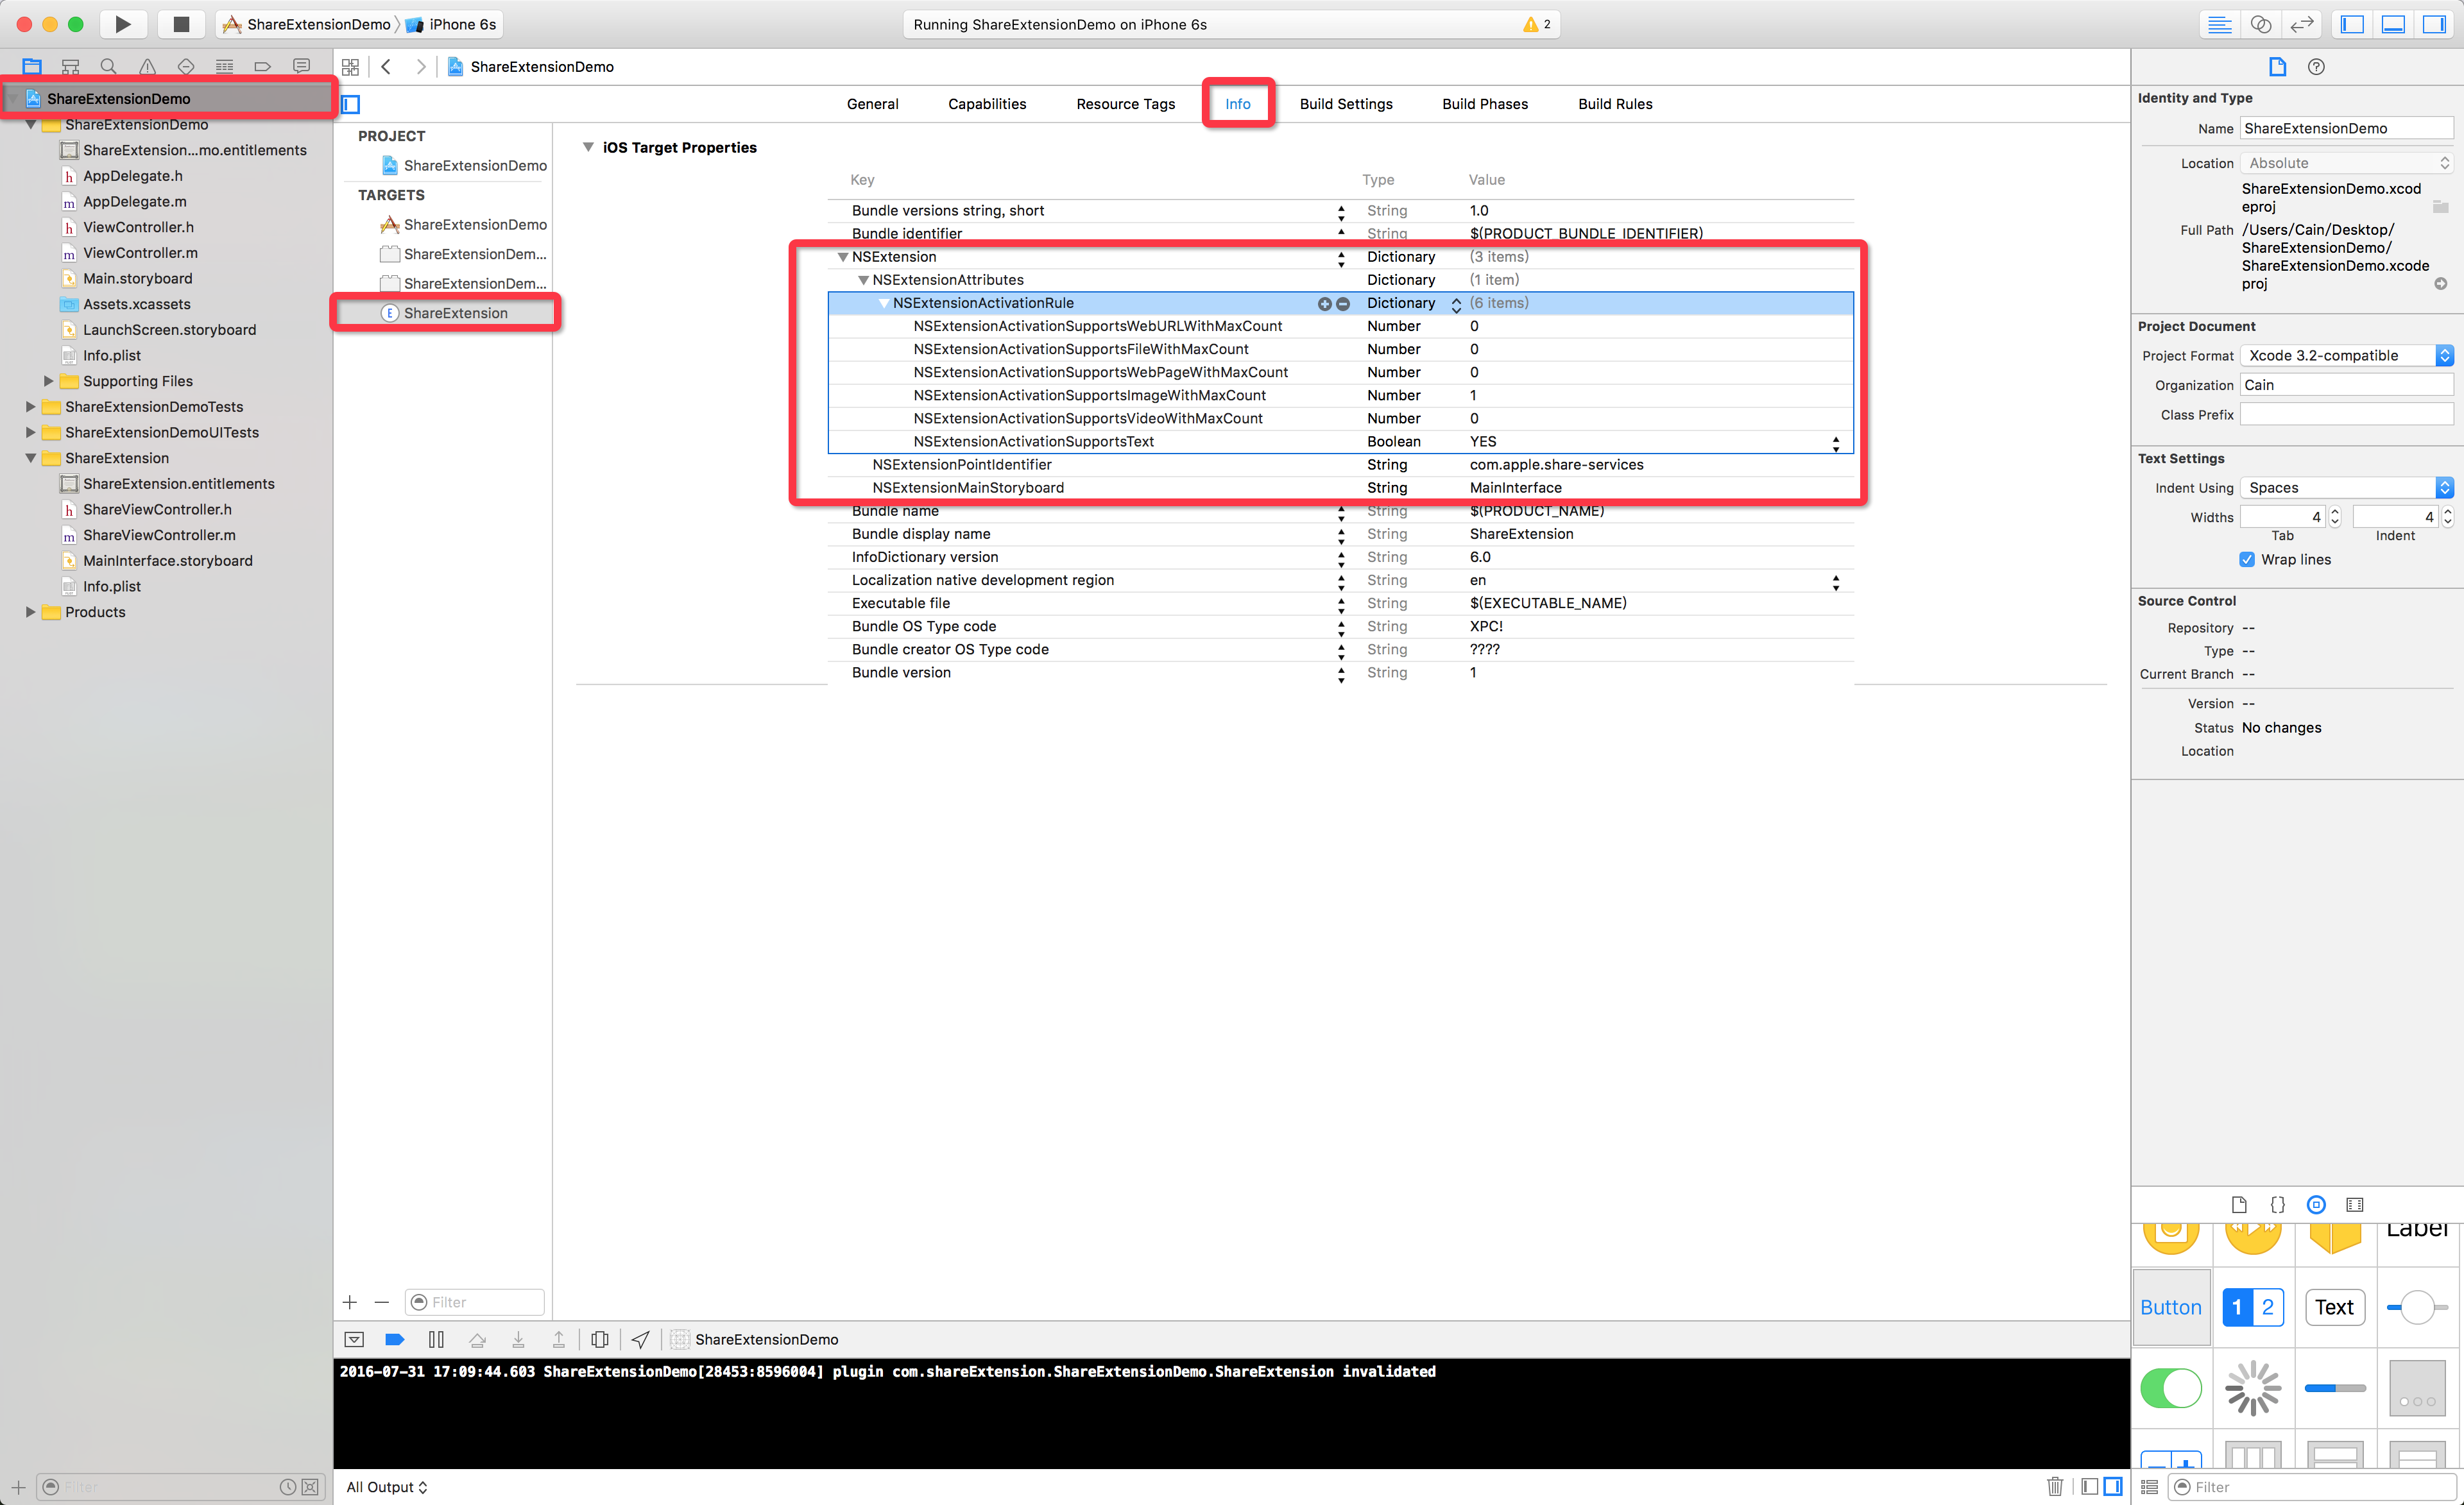 ShareExtensionDemo iPhone 6s
Running ShareExtensionDemo on iPhone 6s
2
ShareExtensionDemo
ShareExtensionDemo
ShareExtension...mo.entitlements
AppDelegate.h
AppDelegate.m
ViewController.h
ViewController.m
Main.storyboard
Assets.xcassets
LaunchScreen.storyboard
Info.plist
Supporting Files
ShareExtensionDemoTests
ShareExtensionDemoUITests
ShareExtension
ShareExtension.entitlements
ShareViewController.h
ShareViewController.m
MainInterface.storyboard
Info.plist
Products
Filter
ShareExtensionDemo
General Capabilities Resource Tags Info Build Settings Build Phases Build Rules
PROJECT
ShareExtensionDemo
TARGETS
ShareExtensionDemo
ShareExtensionDem...
ShareExtensionDem...
E ShareExtension
Filter
iOS Target Properties
Key Type Value
Bundle versions string, short String 1.0
Bundle identifier String $(PRODUCT_BUNDLE_IDENTIFIER)
NSExtension Dictionary (3 items)
NSExtensionAttributes Dictionary (1 item)
NSExtensionActivationRule Dictionary (6 items)
NSExtensionActivationSupportsWebURLWithMaxCount Number 0
NSExtensionActivationSupportsFileWithMaxCount Number 0
NSExtensionActivationSupportsWebPageWithMaxCount Number 0
NSExtensionActivationSupportsImageWithMaxCount Number 1
NSExtensionActivationSupportsVideoWithMaxCount Number 0
NSExtensionActivationSupportsText Boolean YES
NSExtensionPointIdentifier String com.apple.share-services
NSExtensionMainStoryboard String MainInterface
Bundle name String $(PRODUCT_NAME)
Bundle display name String ShareExtension
InfoDictionary version String 6.0
Localization native development region String en
Executable file String $(EXECUTABLE_NAME)
Bundle OS Type code String XPC!
Bundle creator OS Type code String ????
Bundle version String 1
ShareExtensionDemo
2016-07-31 17:09:44.603 ShareExtensionDemo[28453:8596004] plugin com.shareExtension.ShareExtensionDemo.ShareExtension invalidated
All Output
Identity and Type
Name ShareExtensionDemo
Location Absolute
ShareExtensionDemo.xcod
eproj
Full Path /Users/Cain/Desktop/
ShareExtensionDemo/
ShareExtensionDemo.xcode
proj
Project Document
Project Format Xcode 3.2-compatible
Organization Cain
Class Prefix
Text Settings
Indent Using Spaces
Widths 4 4
Tab Indent
Wrap lines
Source Control
Repository --
Type --
Current Branch --
Version --
Status No changes
Location
Label
Button 1 2 Text
Filter